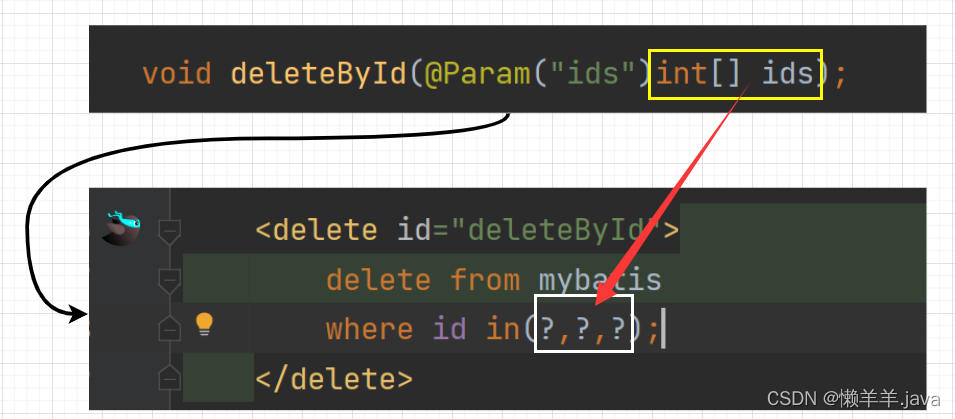 void deleteById(@Param("ids")int[] ids);
<delete id="deleteById">
delete from mybatis
where id in(?,?,?);
</delete>
CSDN @懒羊羊.java